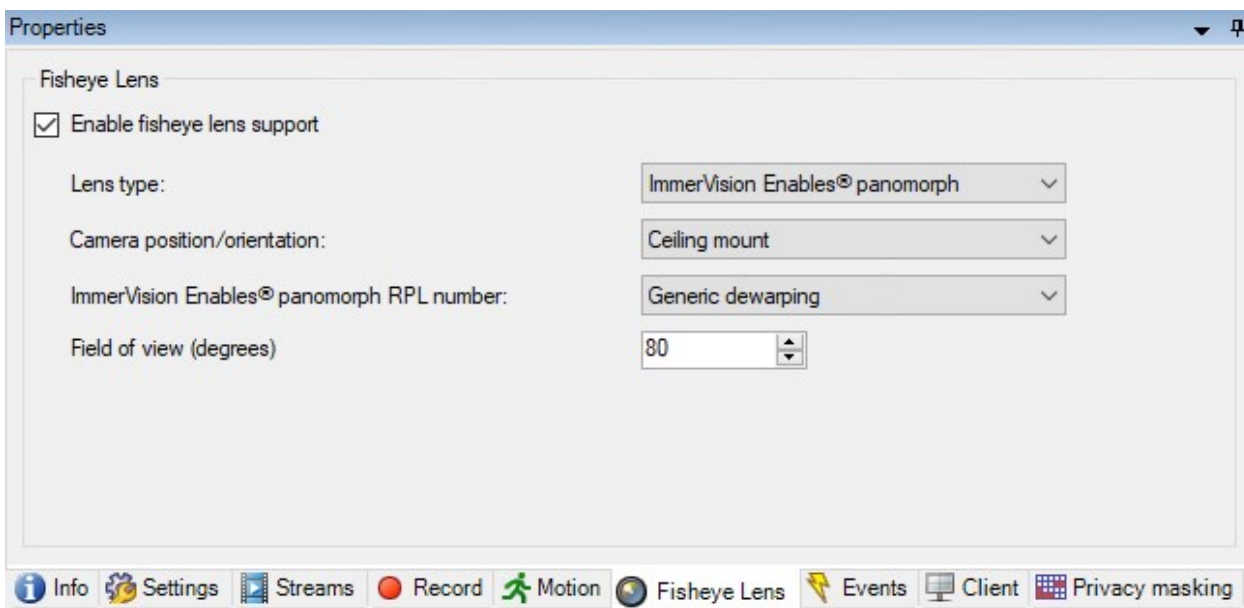 Properties
Fisheye Lens
Enable fisheye lens support
Lens type: ImmerVision Enables® panomorph
Camera position/orientation: Ceiling mount
ImmerVision Enables® panomorph RPL number: Generic dewarping
Field of view (degrees) 80
Info Settings Streams Record Motion Fisheye Lens Events Client Privacy masking